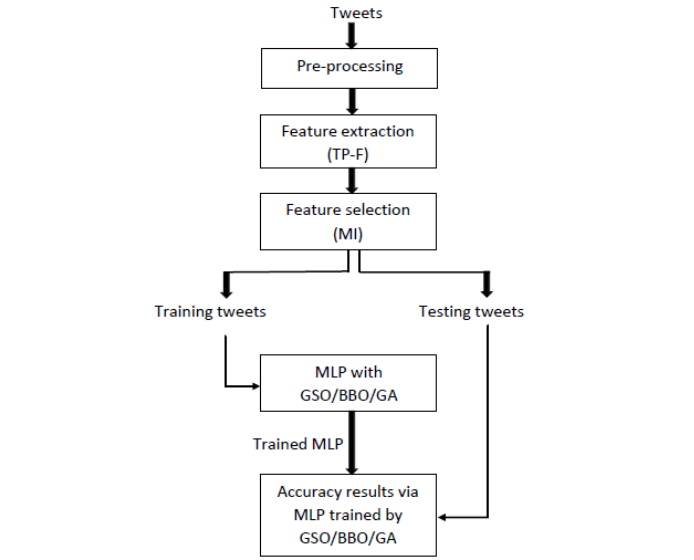 Tweets
Pre-processing
Feature extraction
(TP-F)
Feature selection
(MI)
Training tweets
Testing tweets
MLP with
GSO/BBO/GA
Trained MLP
Accuracy results via
MLP trained by
GSO/BBO/GA